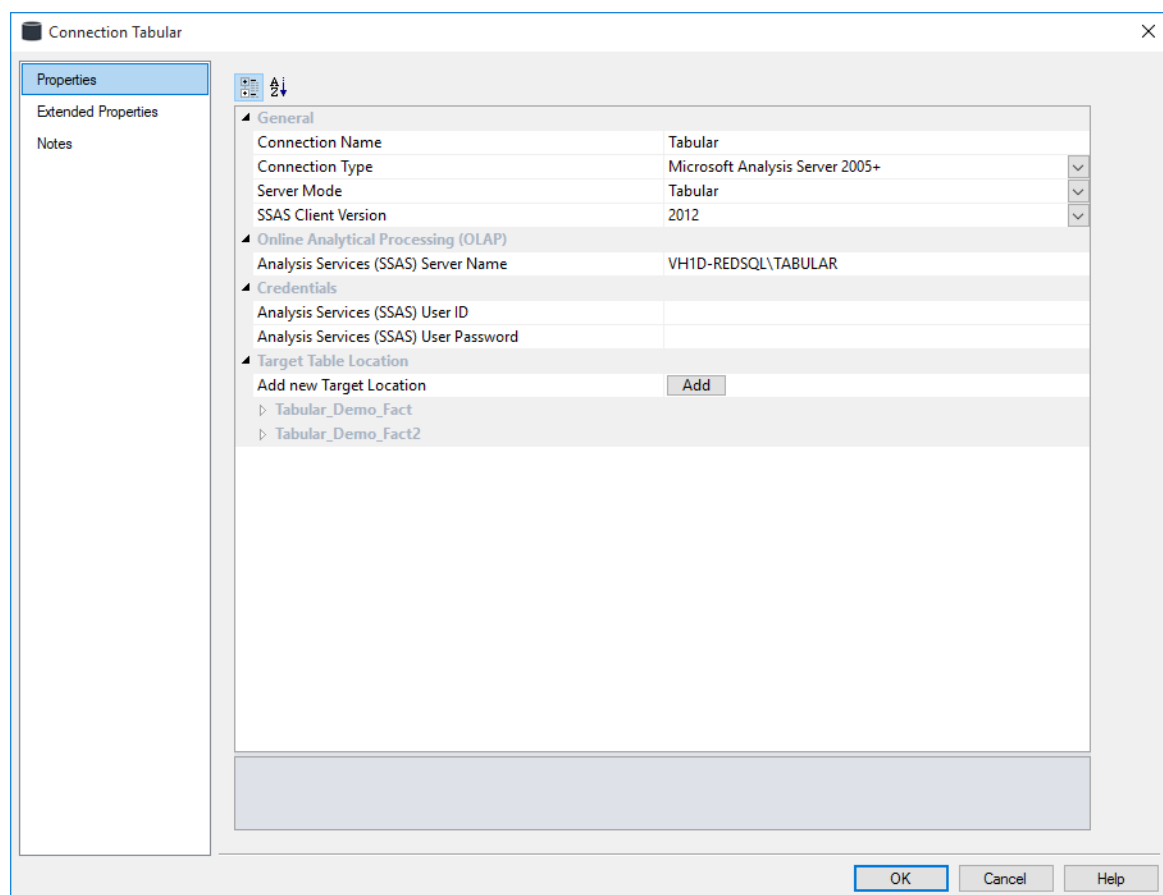 Connection Tabular
Properties
Extended Properties
Notes
General
Connection Name Tabular
Connection Type Microsoft Analysis Server 2005+
Server Mode Tabular
SSAS Client Version 2012
Online Analytical Processing (OLAP)
Analysis Services (SSAS) Server Name VH1D-REDSQL\TABULAR
Credentials
Analysis Services (SSAS) User ID
Analysis Services (SSAS) User Password
Target Table Location
Add new Target Location Add
Tabular_Demo_Fact
Tabular_Demo_Fact2
OK Cancel Help